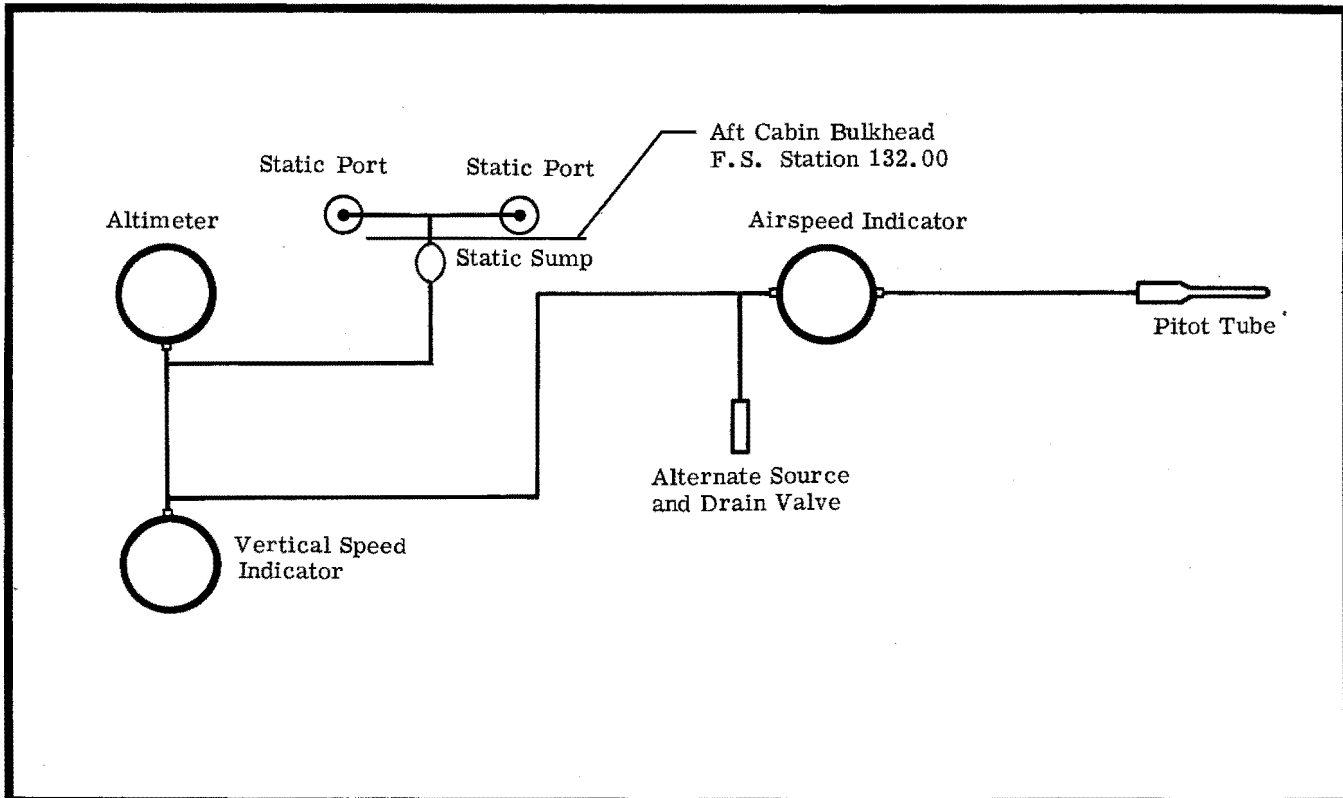 Aft Cabin Bulkhead
F.S. Station 132.00
Static Port
Static Port
Altimeter
Airspeed Indicator
Static Sump
Pitot Tube
Alternate Source
and Drain Valve
Vertical Speed
Indicator